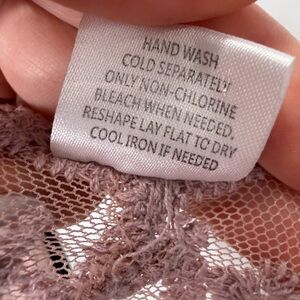 HAND WASH
COLD SEPARATELY
ONLY NON-CHLORINE
BLEACH WHEN NEEDED.
RESHAPE LAY FLAT TO DRY
COOL IRON IF NEEDED